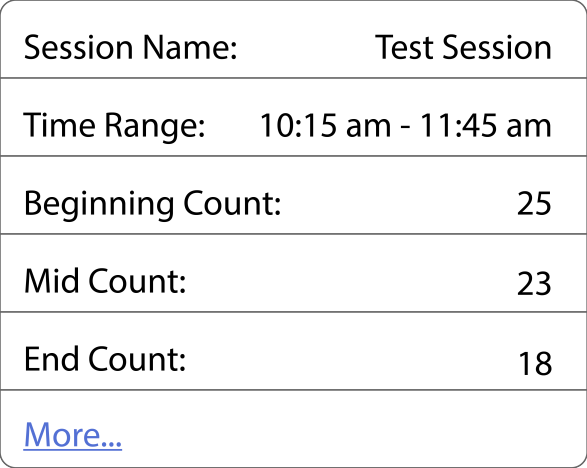 Session Name: Test Session
Time Range: 10:15 am - 11:45 am
Beginning Count: 25
Mid Count: 23
End Count: 18
More...